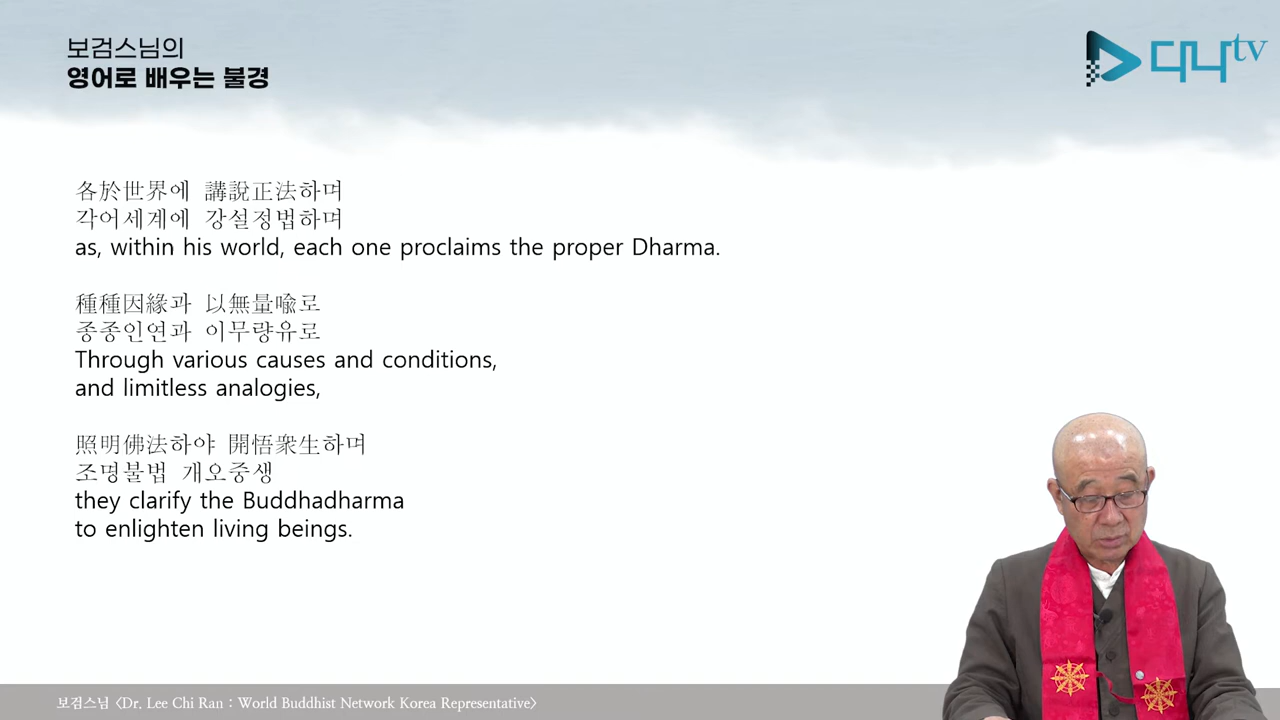 보검스님의
영어로 배우는 불경
다나tv
各於世界에 講說正法하며
각어세계에 강설정법하며
as, within his world, each one proclaims the proper Dharma.
種種因緣과 以無量喩로
종종인연과 이무량유로
Through various causes and conditions,
and limitless analogies,
照明佛法하야 開悟衆生하며
조명불법 개오중생
they clarify the Buddhadharma
to enlighten living beings.
보검스님 <Dr. Lee Chi Ran : World Buddhist Network Korea Representative>